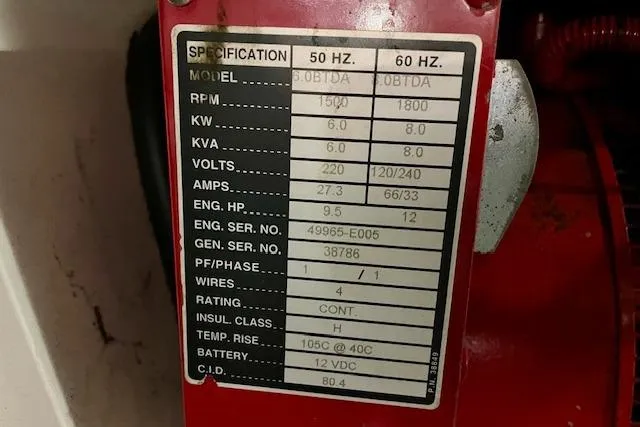 SPECIFICATION 50 HZ. 60 HZ.
MODEL 6.0BTDA 8.0BTDA
RPM 1500 1800
KW 6.0 8.0
KVA 6.0 8.0
VOLTS 220 120/240
AMPS 27.3 66/33
ENG. HP 9.5 12
ENG. SER. NO. 49965-E005
GEN. SER. NO. 38786
PF/PHASE 1 / 1
WIRES 4
RATING CONT.
INSUL. CLASS H
TEMP. RISE 105C @ 40C
BATTERY 12 VDC
C.I.D. 80.4
P.N. 38849